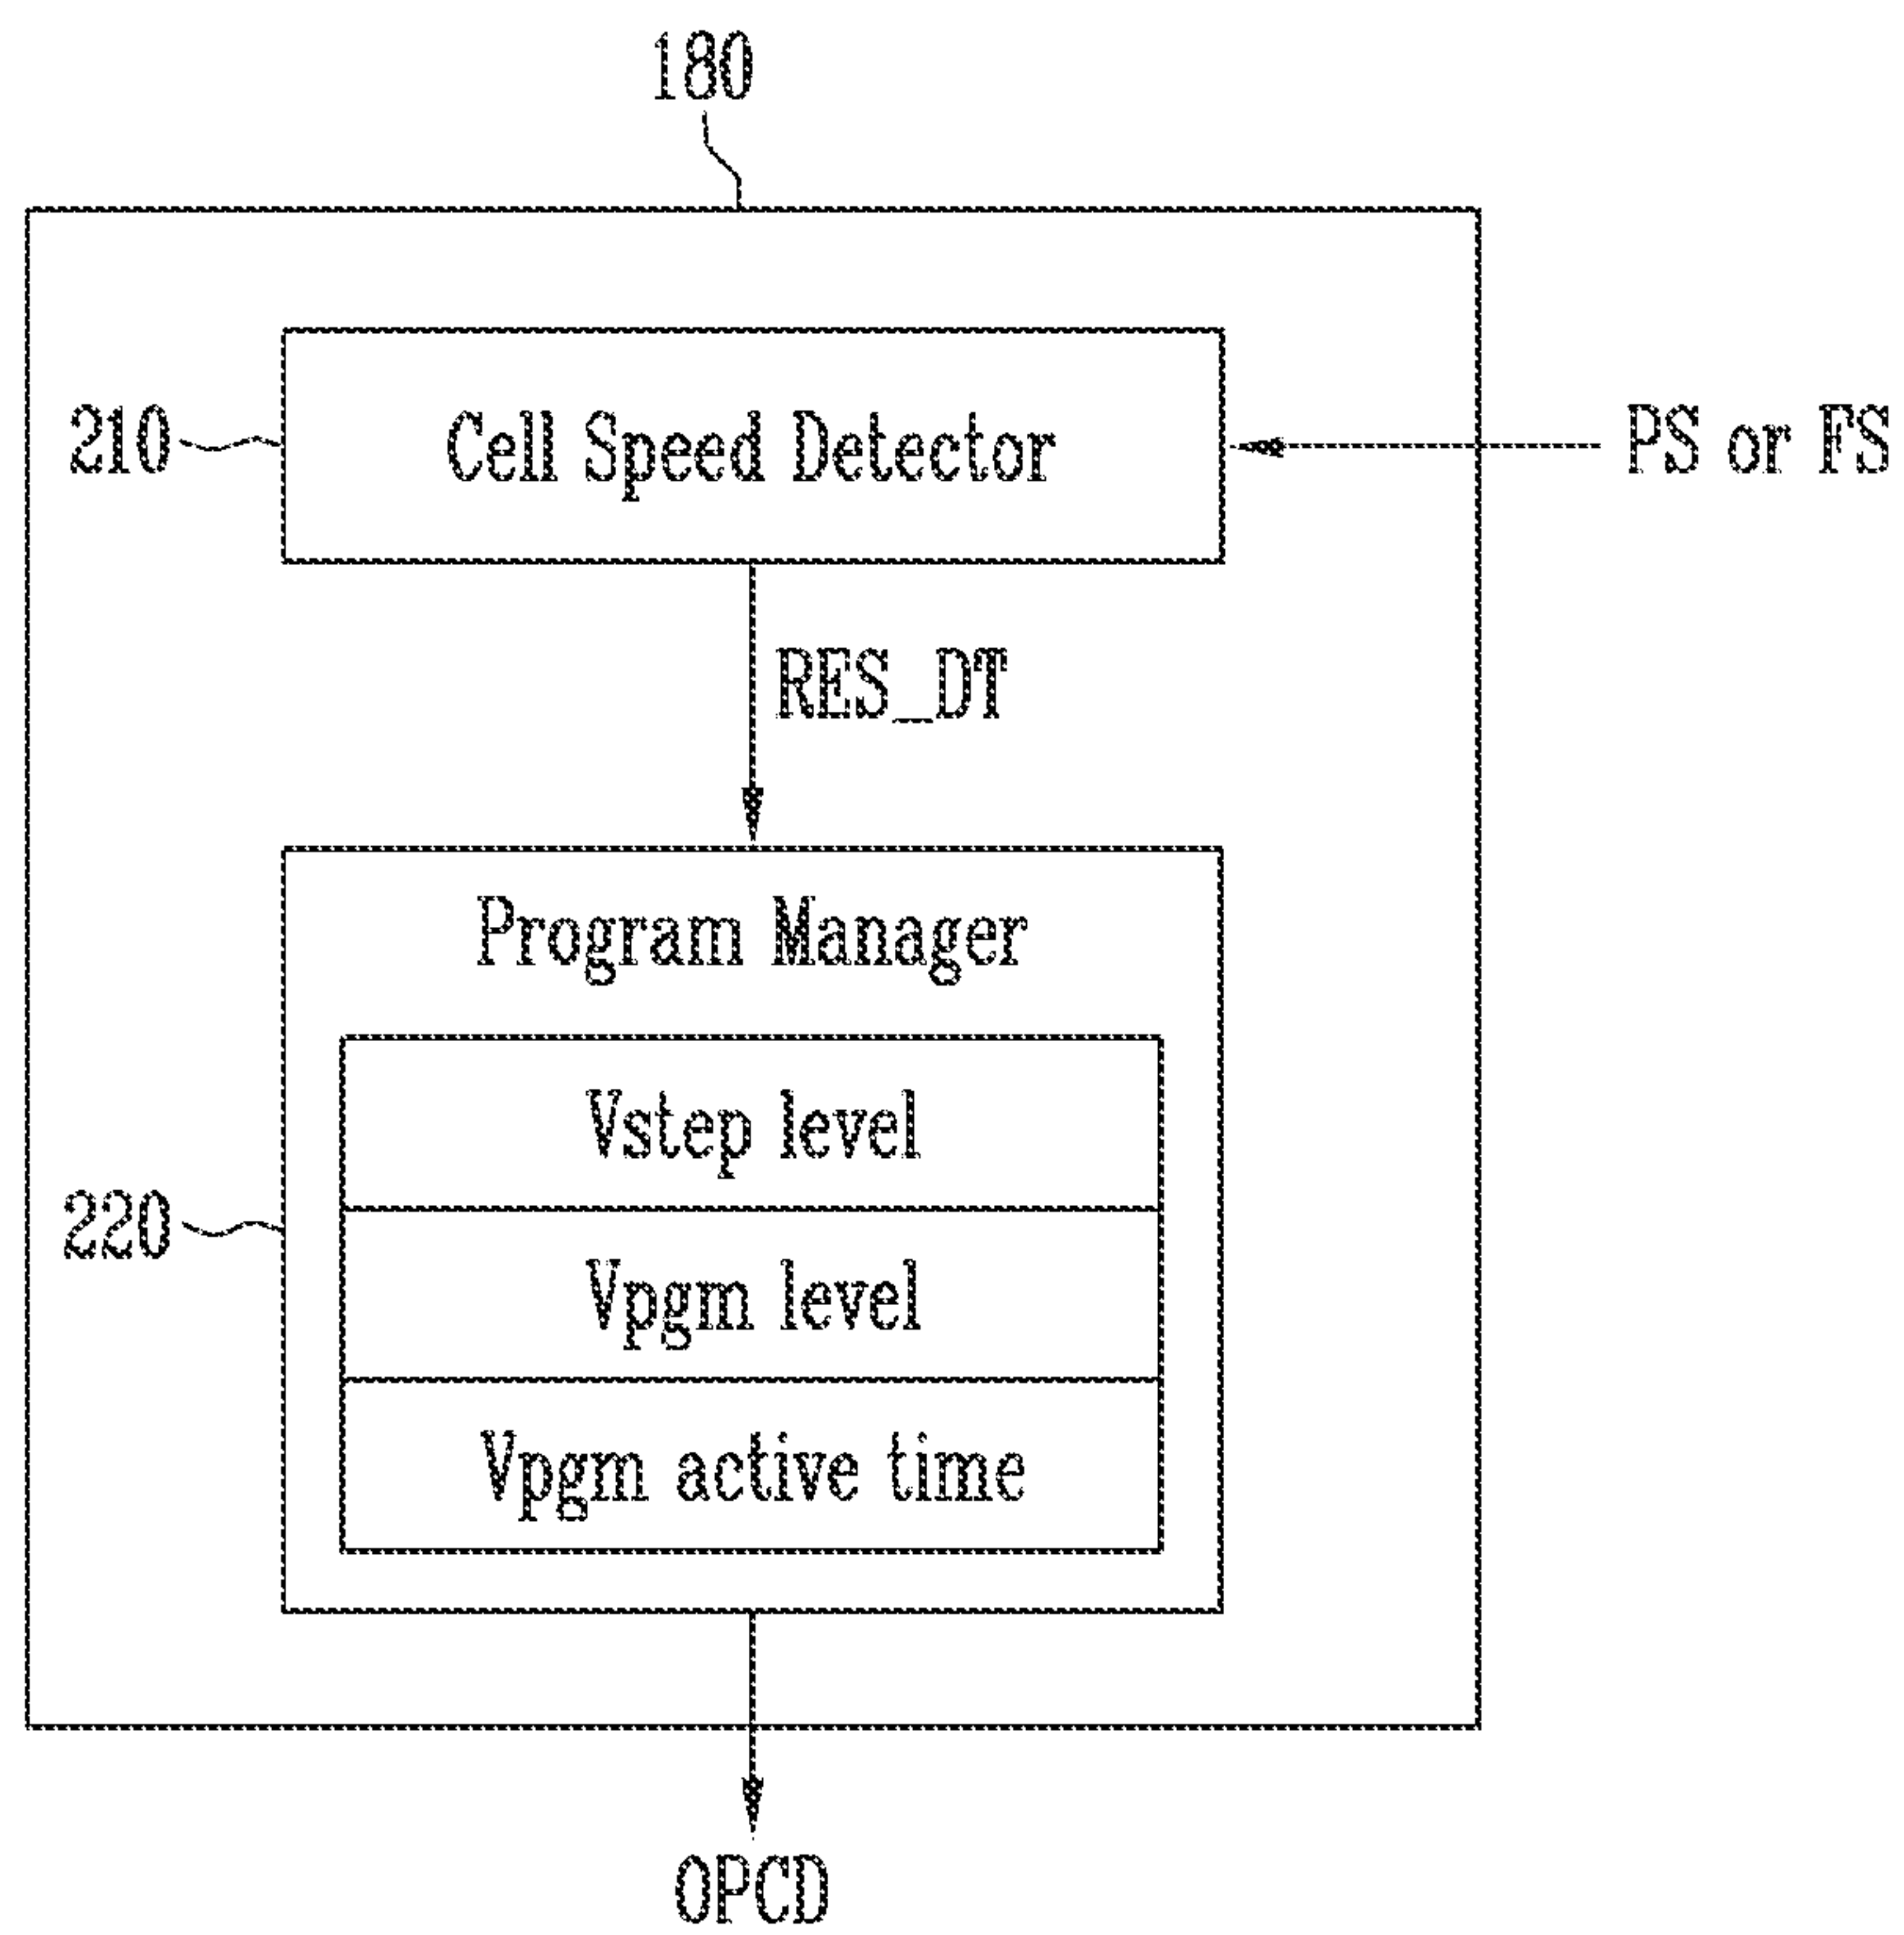 180
210
Cell Speed Detector
PS or FS
RES_DT
Program Manager
Vstep level
220
Vpgm level
Vpgm active time
OPCD